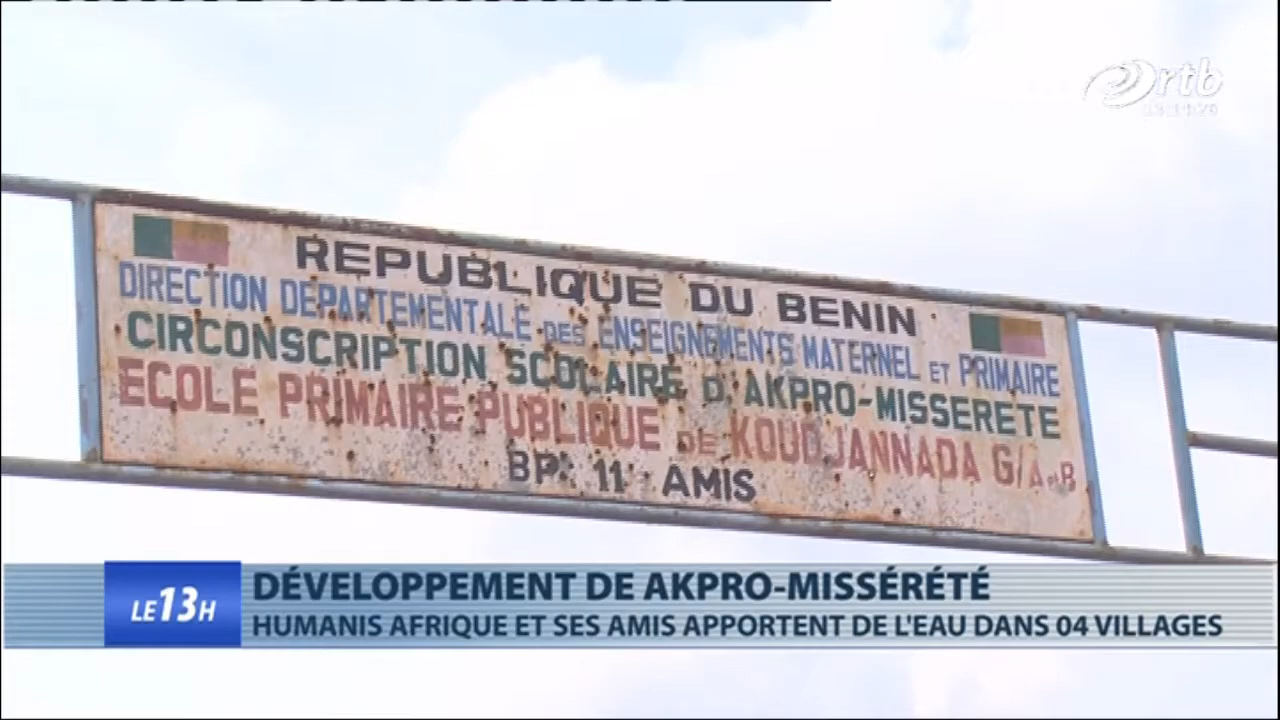 ortb
REPUBLIQUE DU BENIN
DIRECTION DEPARTEMENTALE DES ENSEIGNEMENTS MATERNEL ET PRIMAIRE
CIRCONSCRIPTION SCOLAIRE D'AKPRO-MISSERETE
ECOLE PRIMAIRE PUBLIQUE DE KOUDJANNADA G/A et B
BP: 11 AMIS
LE 13H
DÉVELOPPEMENT DE AKPRO-MISSÉRÉTÉ
HUMANIS AFRIQUE ET SES AMIS APPORTENT DE L'EAU DANS 04 VILLAGES